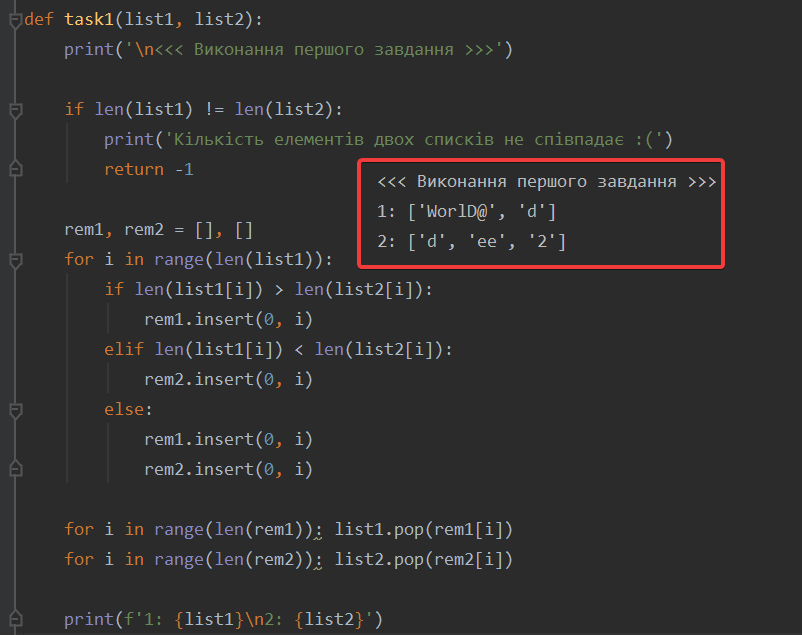 def task1(list1, list2):
    print('\n<<< Виконання першого завдання >>>')
    if len(list1) != len(list2):
        print('Кількість елементів двох списків не співпадає :(')
        return -1
    rem1, rem2 = [], []
    for i in range(len(list1)):
        if len(list1[i]) > len(list2[i]):
            rem1.insert(0, i)
        elif len(list1[i]) < len(list2[i]):
            rem2.insert(0, i)
        else:
            rem1.insert(0, i)
            rem2.insert(0, i)
    for i in range(len(rem1)): list1.pop(rem1[i])
    for i in range(len(rem2)): list2.pop(rem2[i])
    print(f'1: {list1}\n2: {list2}')
<<< Виконання першого завдання >>>
1: ['WorlD@', 'd']
2: ['d', 'ee', '2']